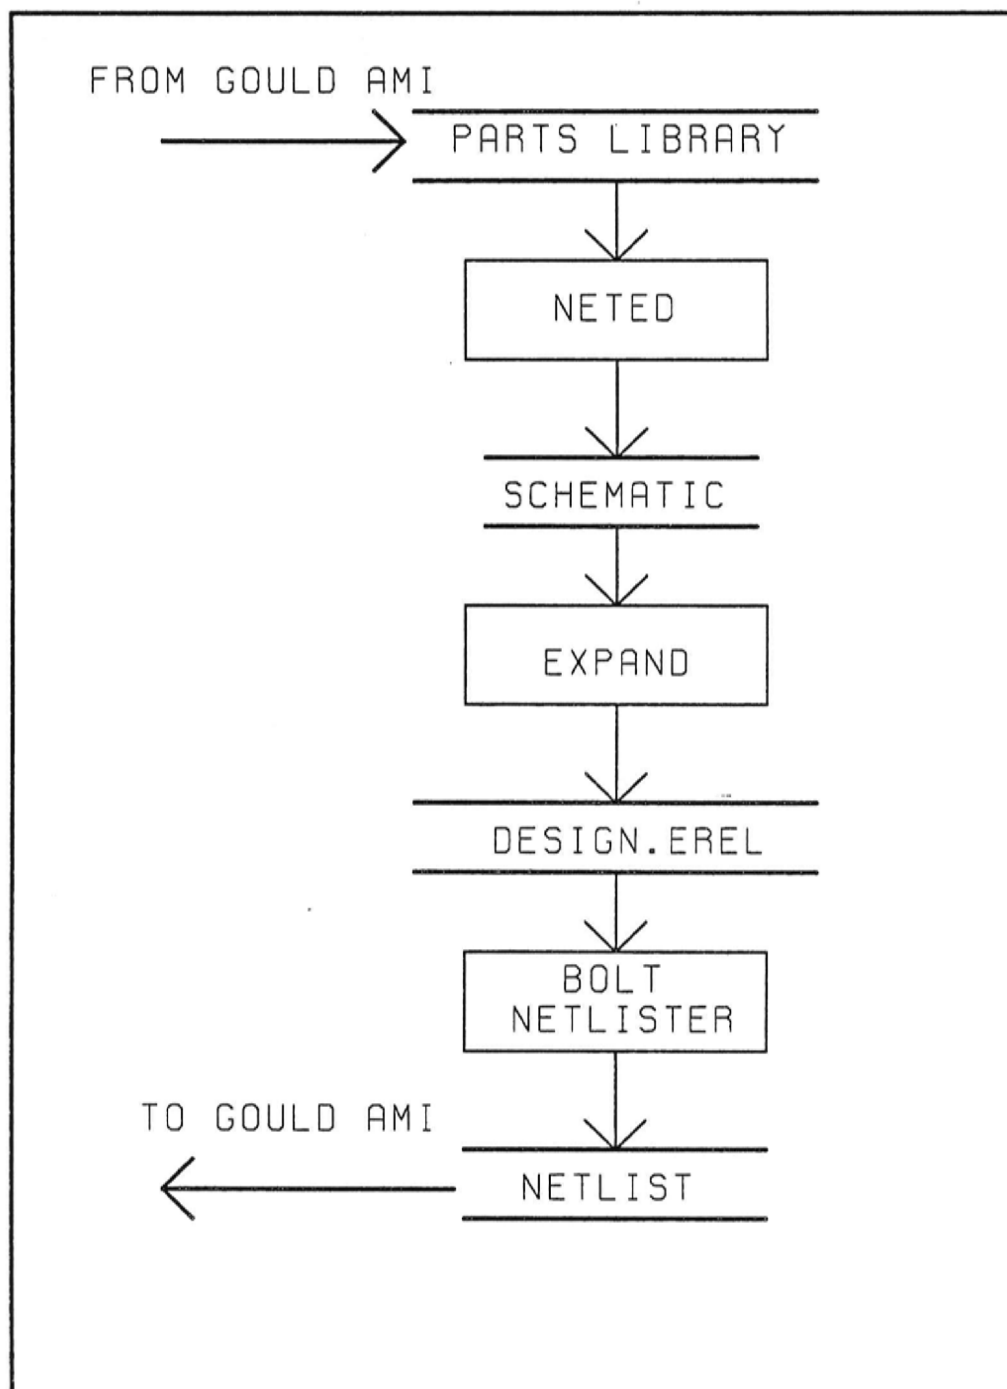 FROM GOULD AMI
PARTS LIBRARY
NETED
SCHEMATIC
EXPAND
DESIGN.EREL
BOLT
NETLISTER
TO GOULD AMI
NETLIST